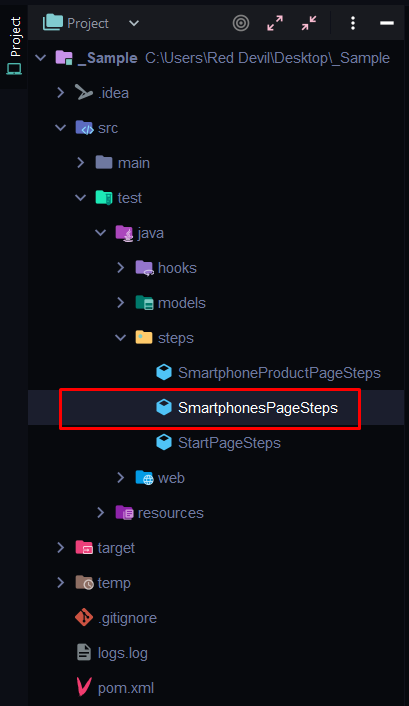 Project
Project
_Sample C:\Users\Red Devil\Desktop\_Sample
.idea
src
main
test
java
hooks
models
steps
SmartphoneProductPageSteps
SmartphonesPageSteps
StartPageSteps
web
resources
target
temp
.gitignore
logs.log
pom.xml